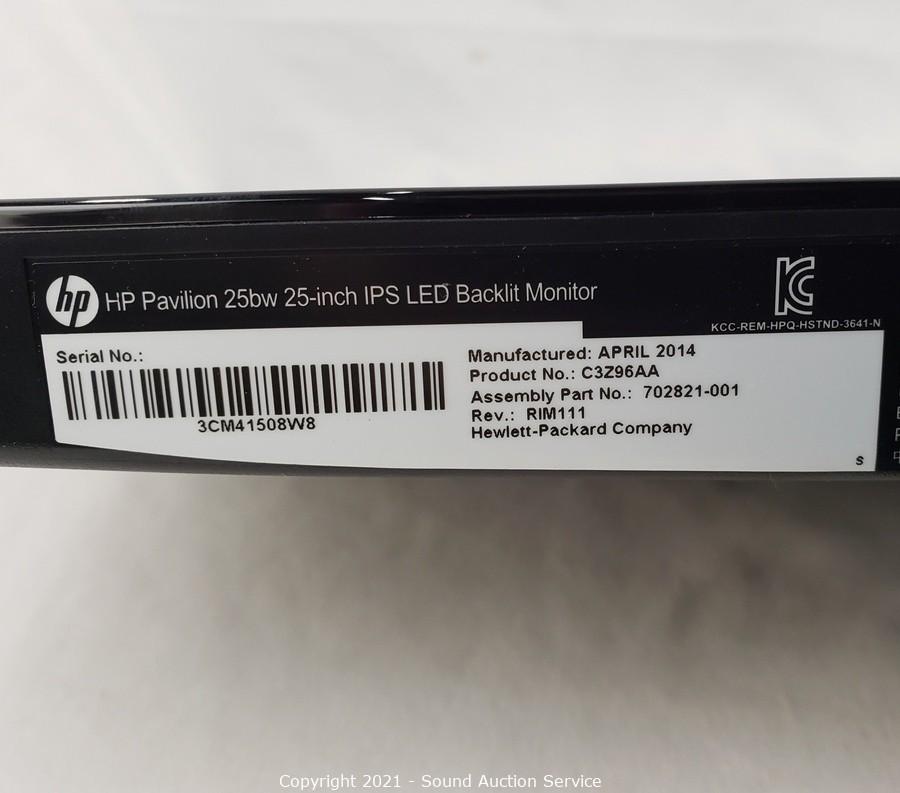 hp HP Pavilion 25bw 25-inch IPS LED Backlit Monitor
KCC-REM-HPQ-HSTND-3641-N
Serial No.:
3CM41508W8
Manufactured: APRIL 2014
Product No.: C3Z96AA
Assembly Part No.: 702821-001
Rev.: RIM111
Hewlett-Packard Company
s
Copyright 2021 - Sound Auction Service